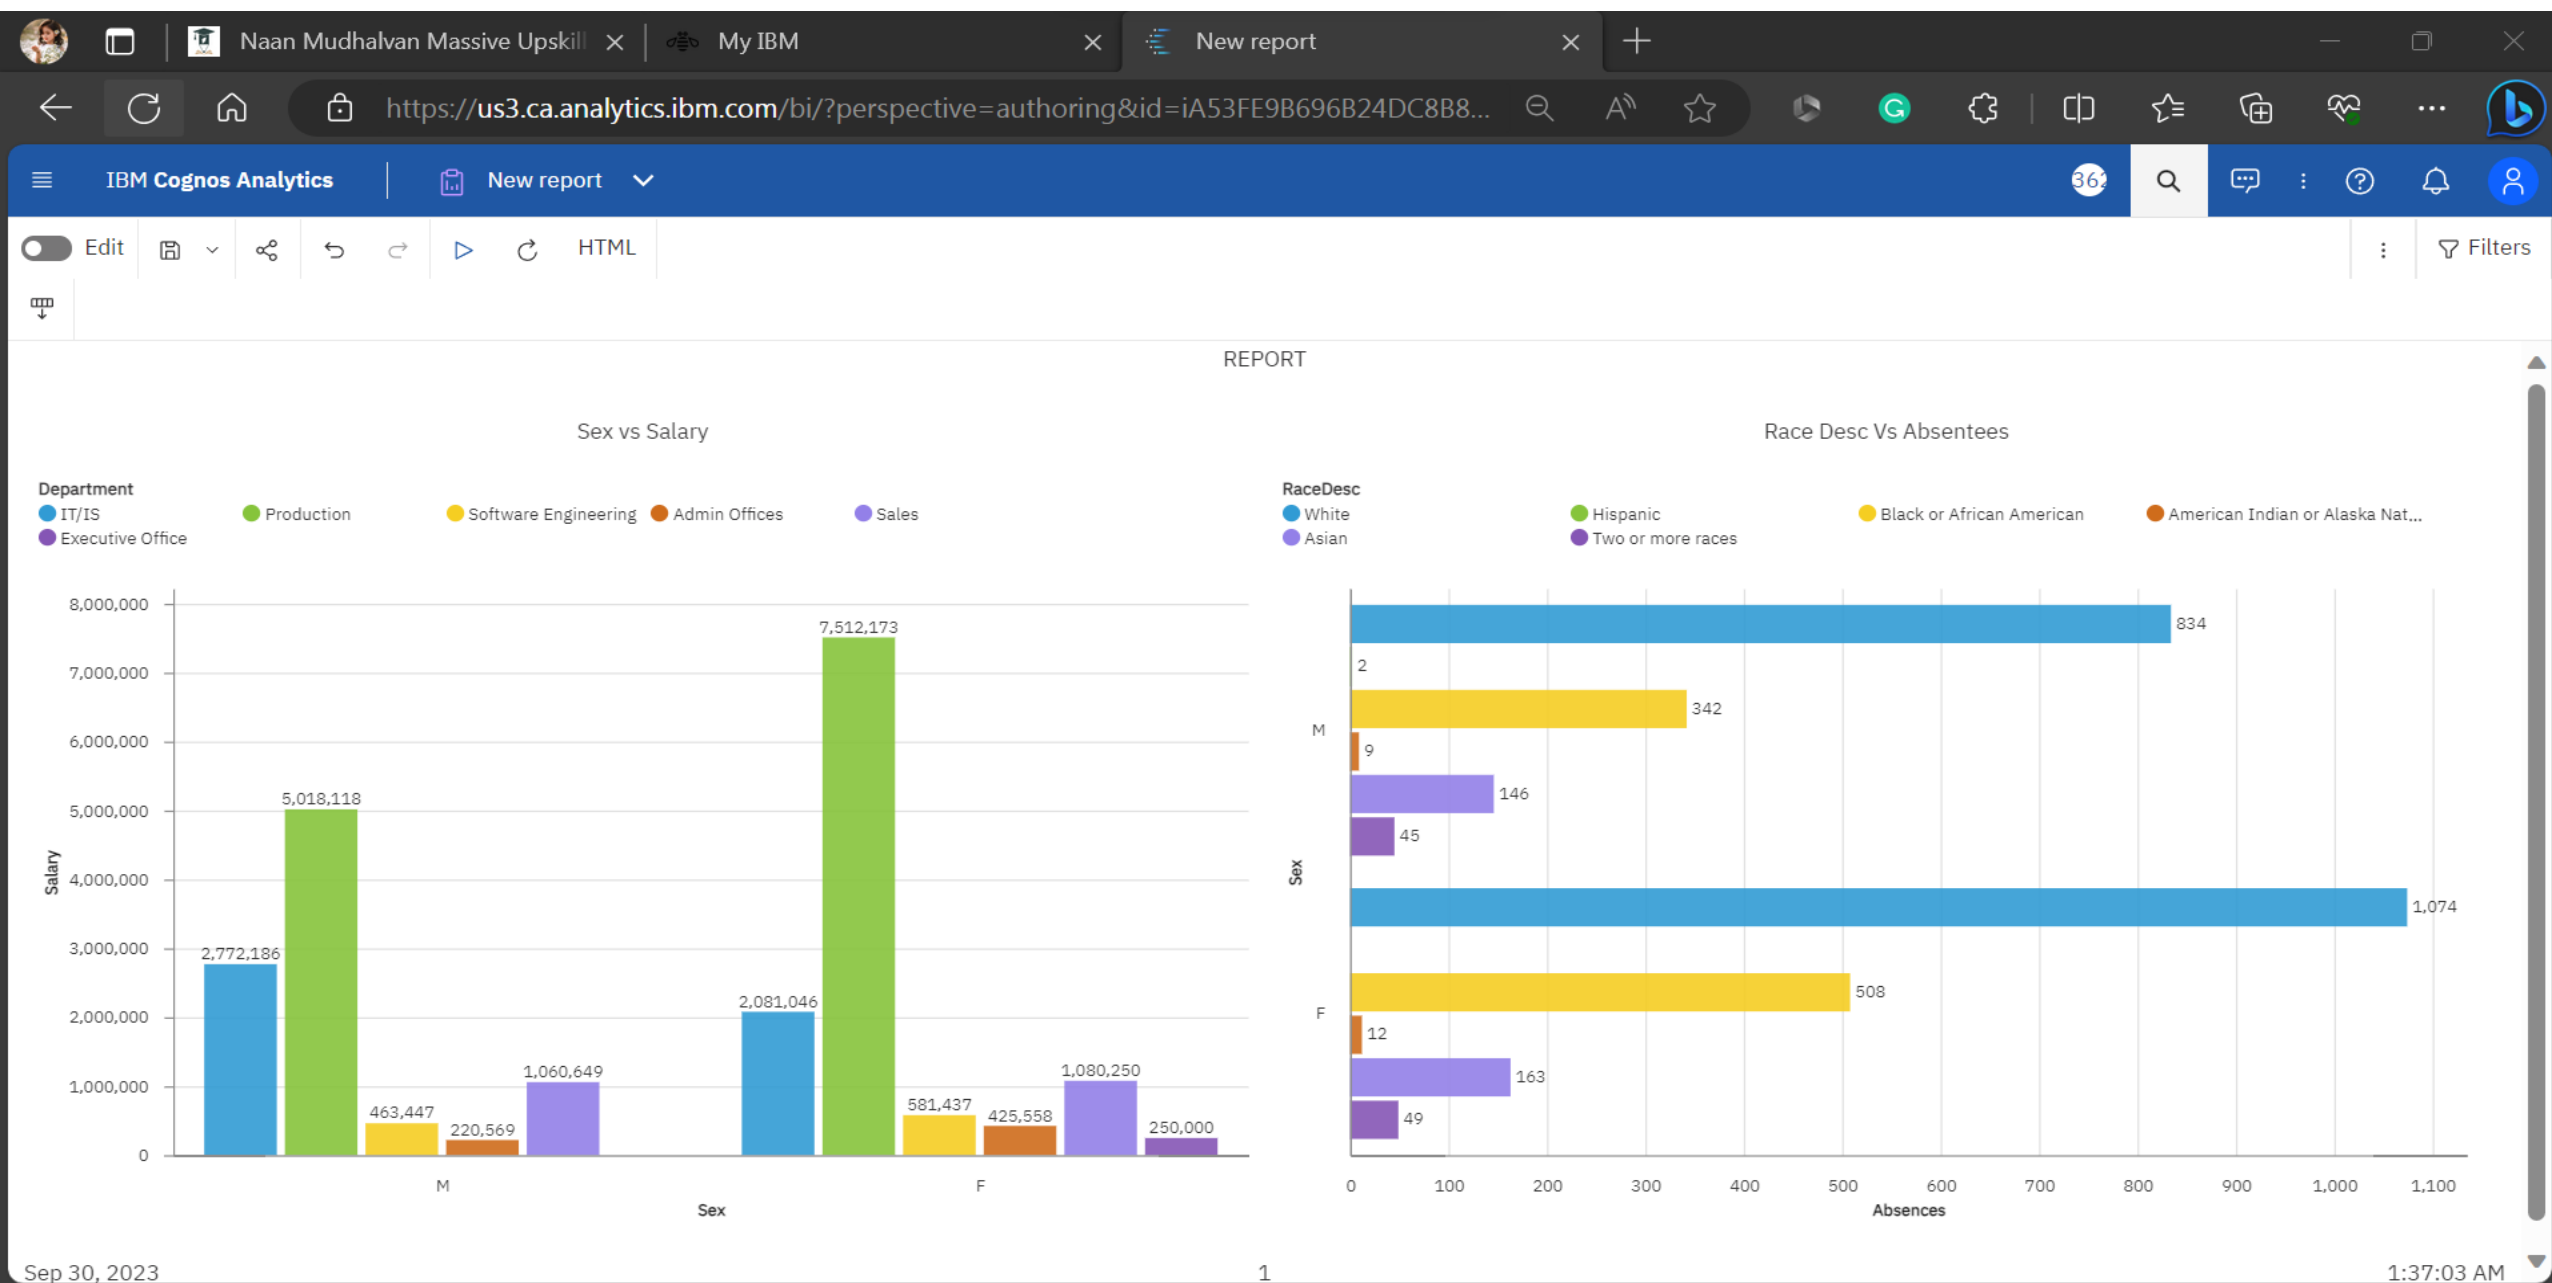 Naan Mudhalvan Massive Upskill
My IBM
New report
https://us3.ca.analytics.ibm.com/bi/?perspective=authoring&id=iA53FE9B696B24DC8B8...
IBM Cognos Analytics
New report
362
Edit
HTML
Filters
REPORT
Sex vs Salary
Department
IT/IS
Production
Software Engineering
Admin Offices
Sales
Executive Office
8,000,000
7,000,000
6,000,000
5,000,000
4,000,000
3,000,000
2,000,000
1,000,000
0
Salary
2,772,186
5,018,118
463,447
220,569
1,060,649
2,081,046
7,512,173
581,437
425,558
1,080,250
250,000
M
F
Sex
Race Desc Vs Absentees
RaceDesc
White
Hispanic
Black or African American
American Indian or Alaska Nat...
Asian
Two or more races
Sex
M
834
2
342
9
146
45
F
1,074
508
12
163
49
0
100
200
300
400
500
600
700
800
900
1,000
1,100
Absences
Sep 30, 2023
1
1:37:03 AM